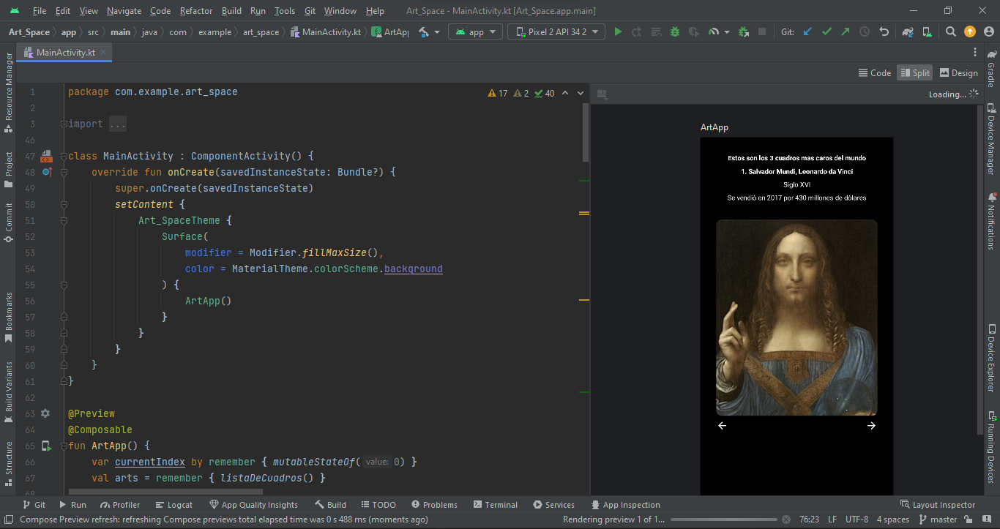 File Edit View Navigate Code Refactor Build Run Tools Git Window Help Art_Space - MainActivity.kt [Art_Space.app.main]
Art_Space app src main java com example art_space MainActivity.kt ArtApp app Pixel 2 API 34 2 Git:
MainActivity.kt
Code Split Design
Loading...
17 2 40
Resource Manager
Project
Commit
Bookmarks
Build Variants
Structure
1 package com.example.art_space
2
3 import ...
46
47 class MainActivity : ComponentActivity() {
48 override fun onCreate(savedInstanceState: Bundle?) {
49 super.onCreate(savedInstanceState)
50 setContent {
51 Art_SpaceTheme {
52 Surface(
53 modifier = Modifier.fillMaxSize(),
54 color = MaterialTheme.colorScheme.background
55 ) {
56 ArtApp()
57 }
58 }
59 }
60 }
61 }
62
63 @Preview
64 @Composable
65 fun ArtApp() {
66 var currentIndex by remember { mutableStateOf( value: 0) }
67 val arts = remember { listaDeCuadros() }
68
ArtApp
Estos son los 3 cuadros mas caros del mundo
1. Salvador Mundi, Leonardo da Vinci
Siglo XVI
Se vendió en 2017 por 430 millones de dólares
Gradle
Device Manager
Notifications
Device Explorer
Running Devices
Git Run Profiler Logcat App Quality Insights Build TODO Problems Terminal Services App Inspection Layout Inspector
Compose Preview refresh: refreshing Compose previews total elapsed time was 0 s 488 ms (moments ago) Rendering preview 1 of 1... 76:23 LF UTF-8 4 spaces master